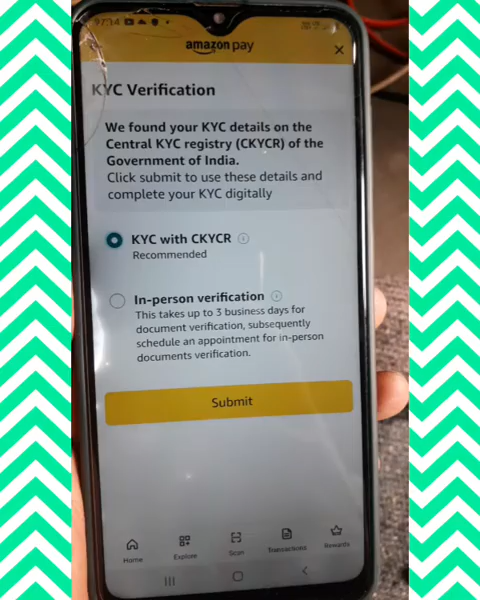 amazon pay
KYC Verification
We found your KYC details on the
Central KYC registry (CKYCR) of the
Government of India.
Click submit to use these details and
complete your KYC digitally
KYC with CKYCR
Recommended
In-person verification
This takes up to 3 business days for
document verification, subsequently
schedule an appointment for in-person
documents verification.
Submit
Home Explore Scan Transactions Rewards